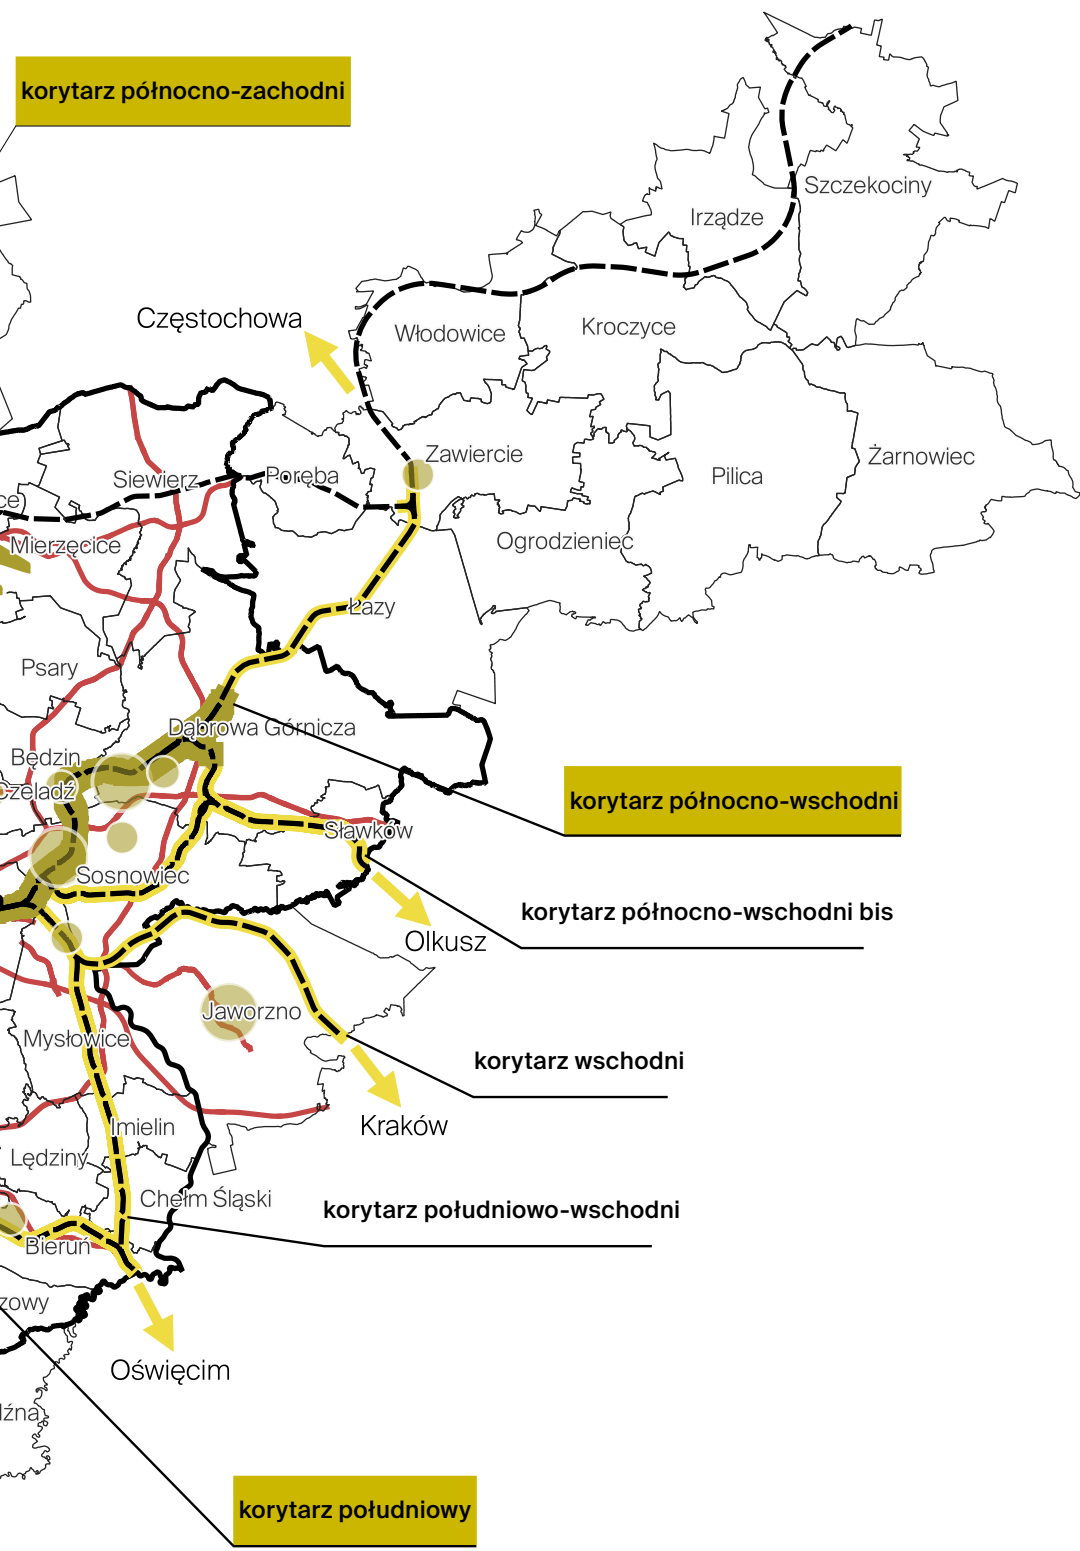 korytarz północno-zachodni
Szczekociny
Irządze
Częstochowa
Włodowice
Kroczyce
Zawiercie
Żarnowiec
Siewierz
Poręba
Pilica
Mierzęcice
Ogrodzieniec
Łazy
Psary
Dąbrowa Górnicza
Będzin
Czeladź
korytarz północno-wschodni
Sławków
Sosnowiec
korytarz północno-wschodni bis
Olkusz
Jaworzno
Mysłowice
korytarz wschodni
Kraków
Imielin
Lędziny
Chełm Śląski
korytarz południowo-wschodni
Bieruń
zowy
Oświęcim
korytarz południowy